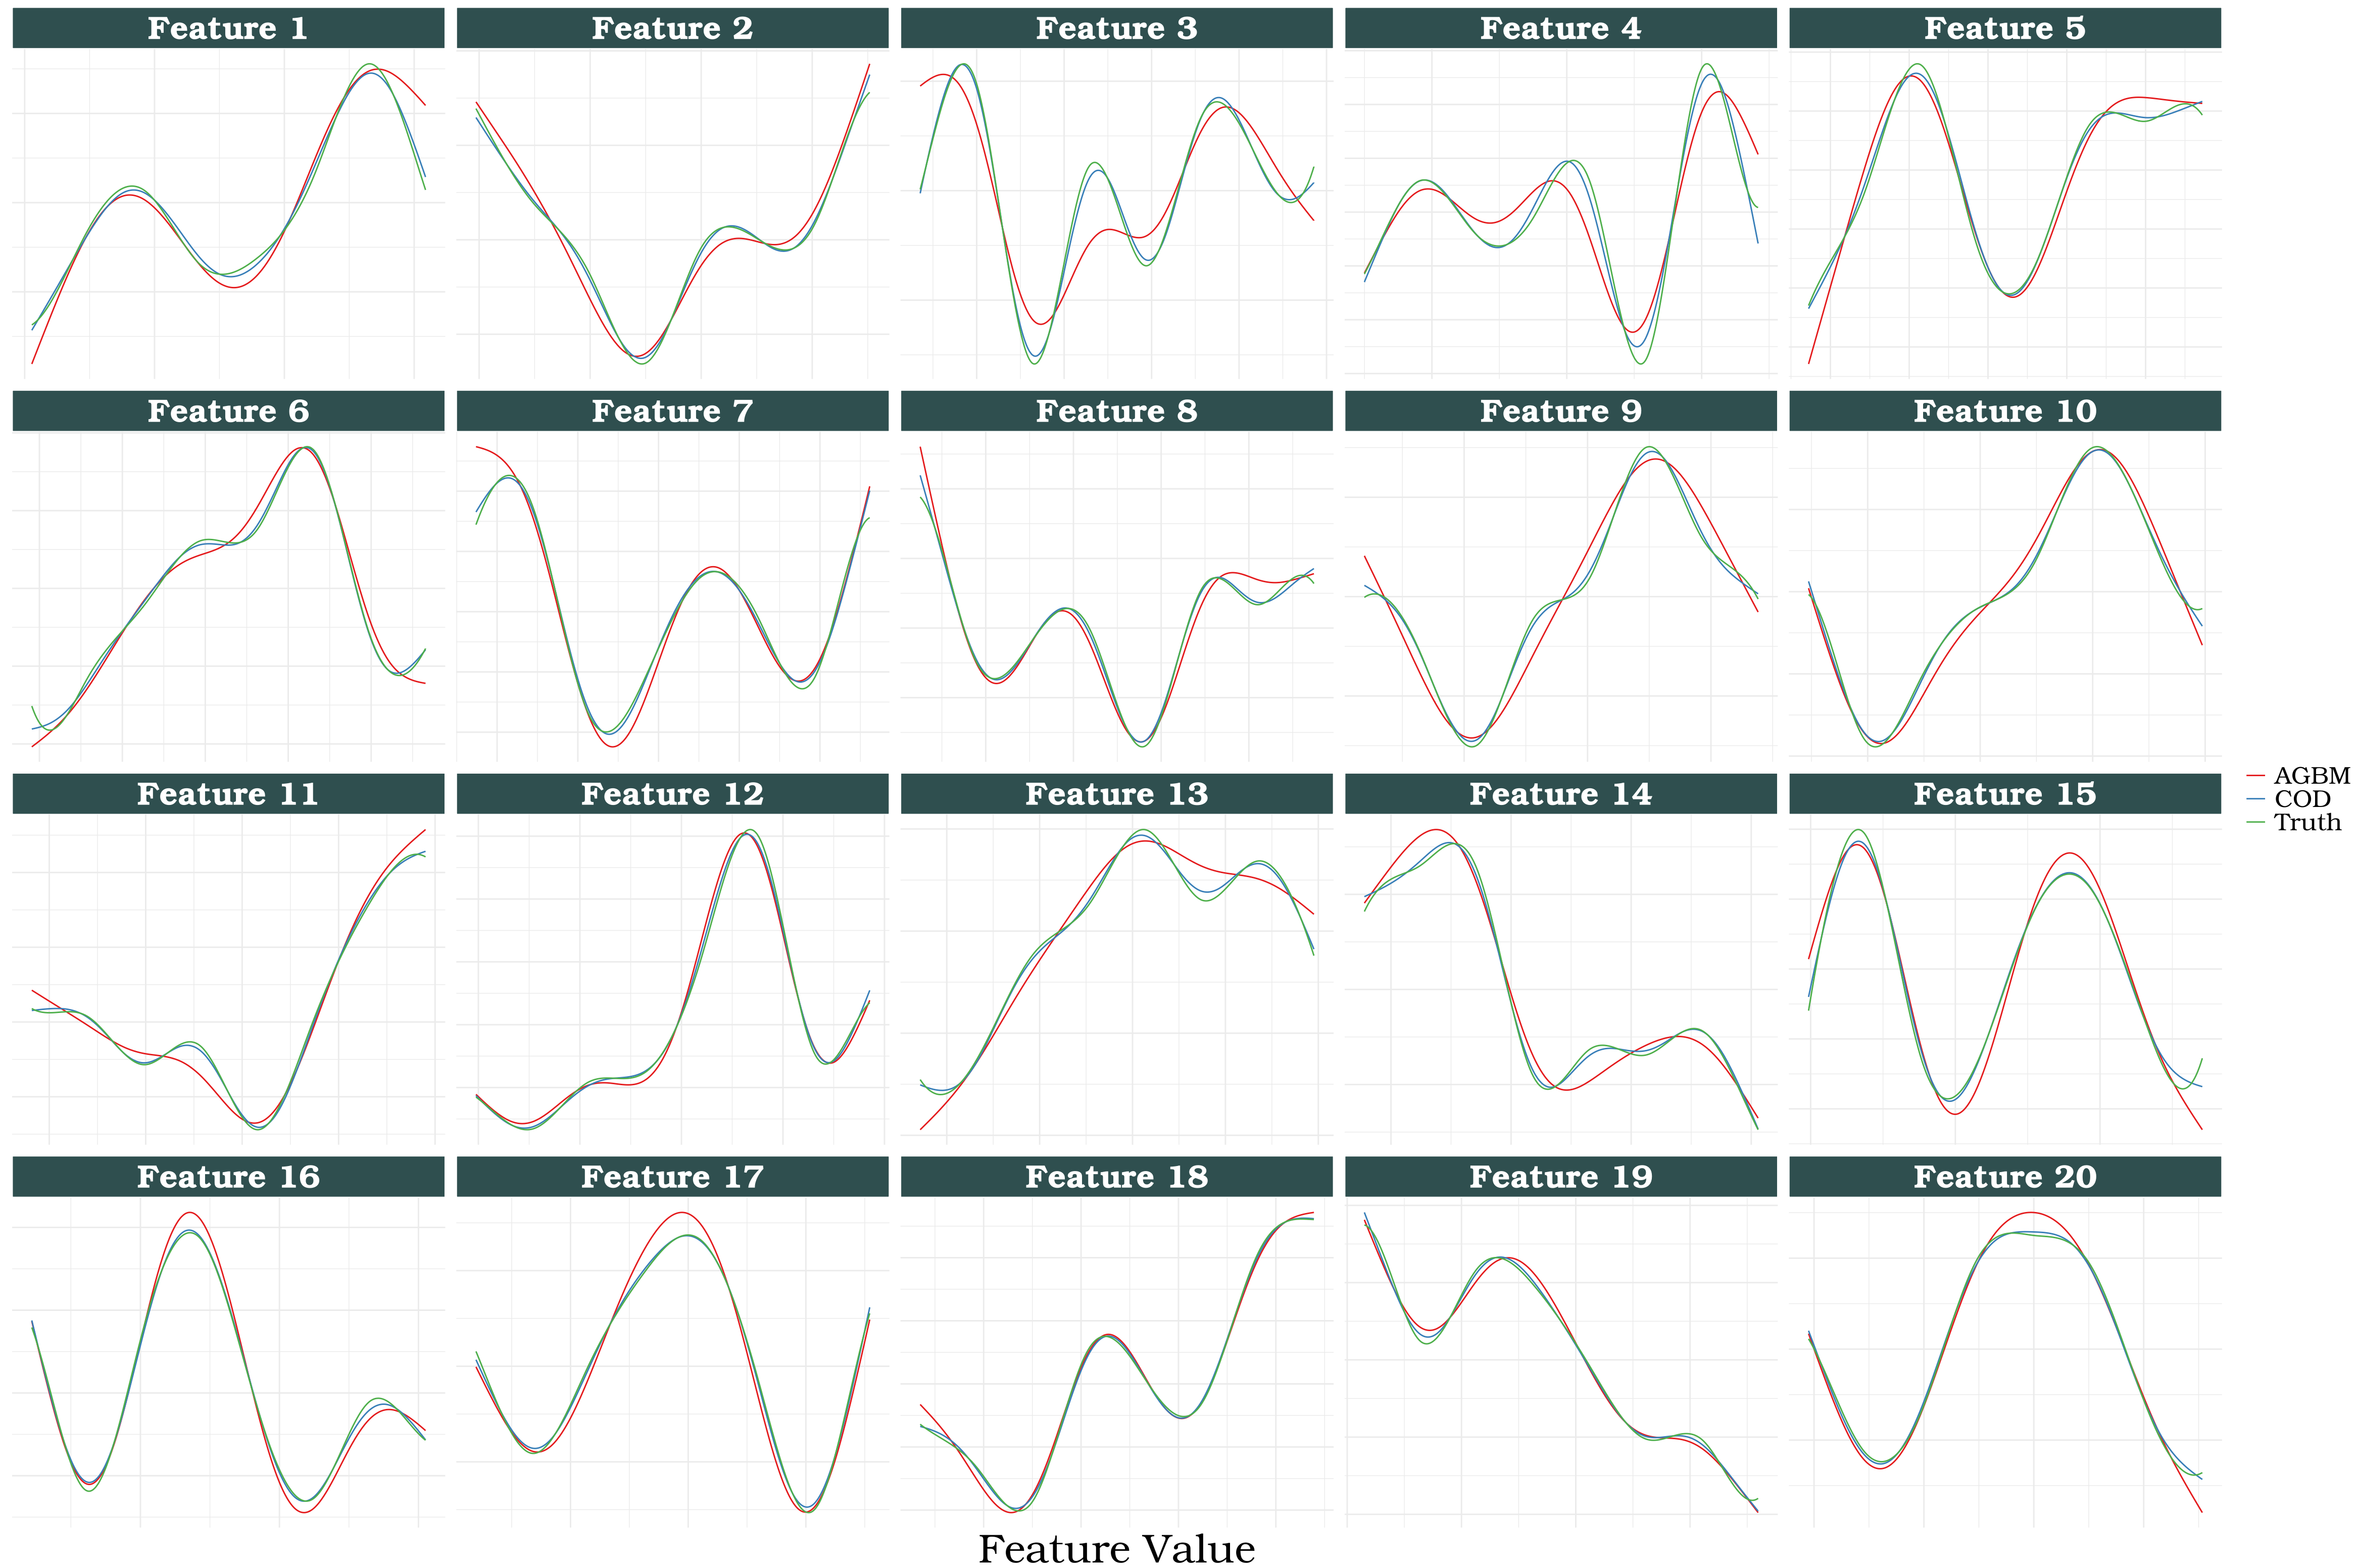 Feature 1
Feature 2
Feature 3
Feature 4
Feature 5
Feature 6
Feature 7
Feature 8
Feature 9
Feature 10
Feature 11
Feature 12
Feature 13
Feature 14
Feature 15
AGBM
COD
Truth
Feature 16
Feature 17
Feature 18
Feature 19
Feature 20
Feature Value